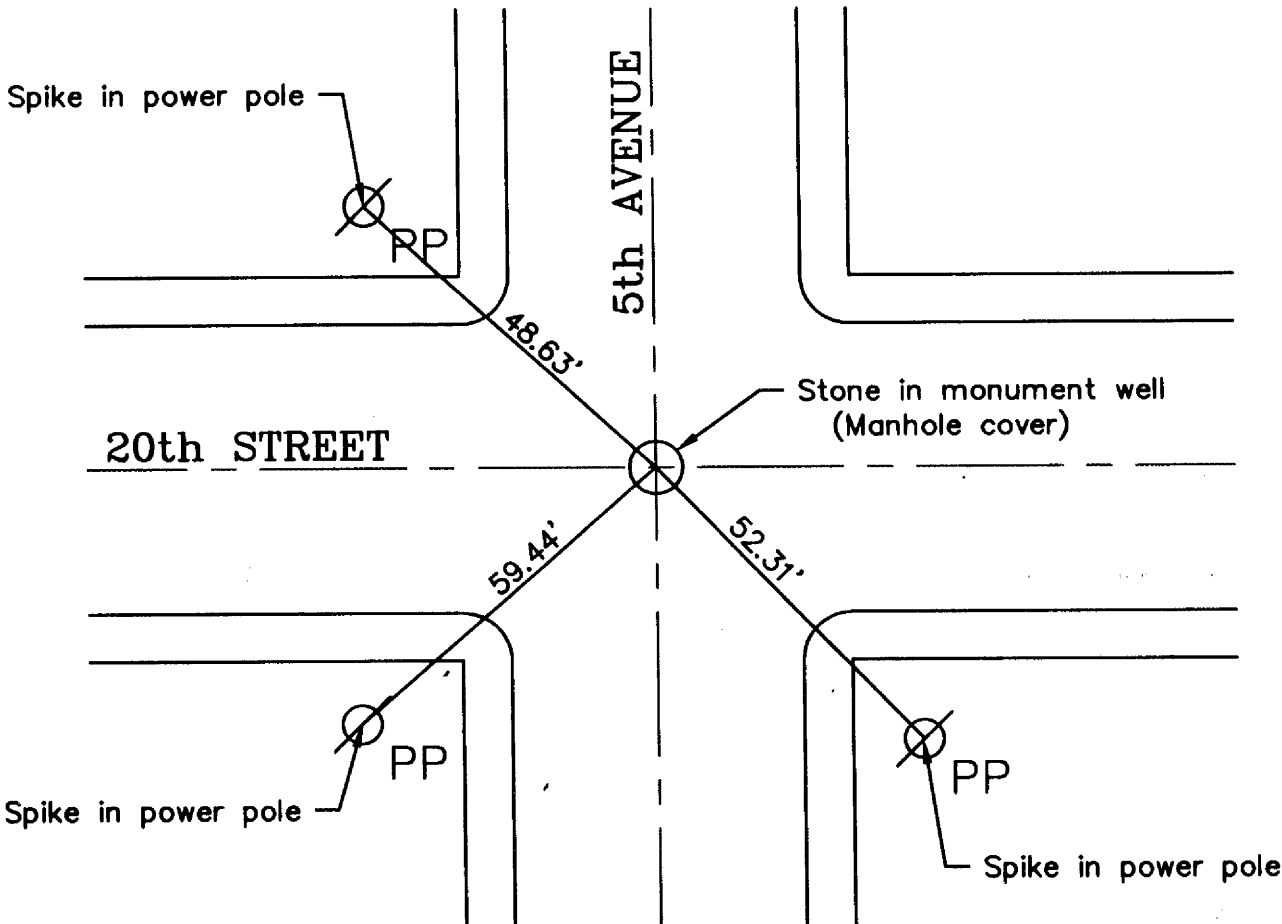 Spike in power pole
PP
5th AVENUE
48.63'
Stone in monument well
(Manhole cover)
20th STREET
59.44'
52.31'
PP
PP
Spike in power pole
Spike in power pole